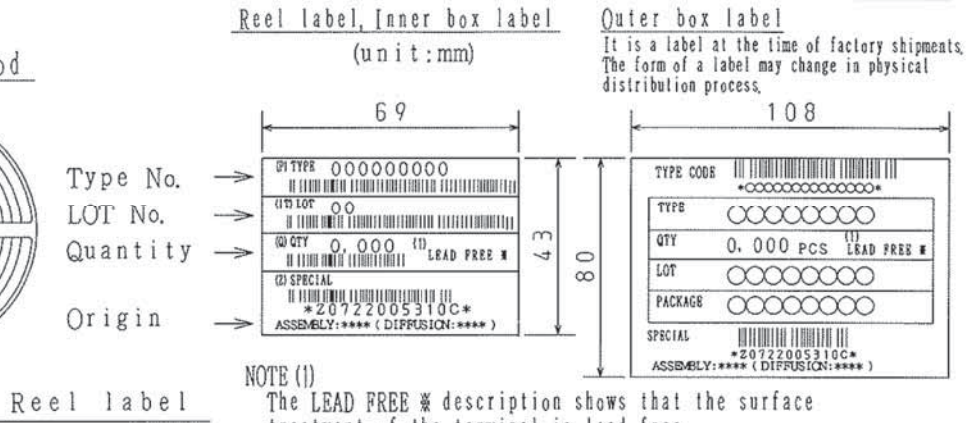 Reel label, Inner box label
(unit:mm)
69
Type No.
LOT No.
Quantity
Origin
(P) TYPE 000000000
(1T) LOT 00
(Q) QTY 0,000 (1) LEAD FREE ※
(2) SPECIAL
*Z0722005310C*
ASSEMBLY:**** ( DIFFUSION:**** )
43
Outer box label
It is a label at the time of factory shipments.
The form of a label may change in physical
distribution process.
108
80
TYPE CODE
*○○○○○○○○○○○○○○*
TYPE ○○○○○○○○
QTY 0,000 PCS (1) LEAD FREE ※
LOT ○○○○○○○○
PACKAGE ○○○○○○○○
SPECIAL
*Z0722005310C*
ASSEMBLY:**** ( DIFFUSION:**** )
NOTE (1)
Reel label
The LEAD FREE ※ description shows that the surface